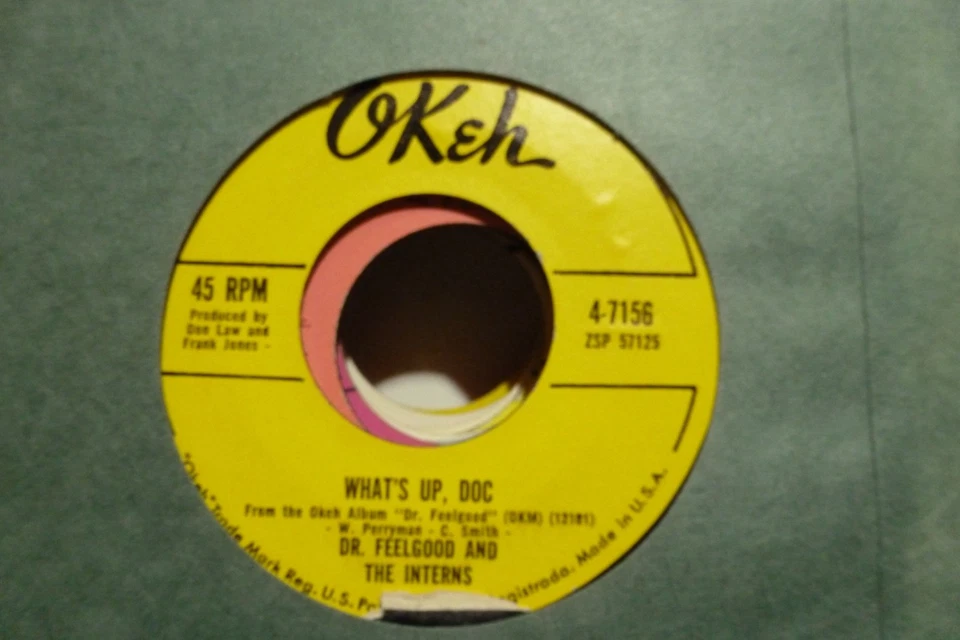 OKeh
45 RPM
Produced by
Don Law and
Frank Jones -
4-7156
ZSP 57125
WHAT'S UP, DOC
From the Okeh Album "Dr. Feelgood" (OKM) (12101)
- W. Perryman - C. Smith -
DR. FEELGOOD AND
THE INTERNS
"Okeh" Trade Mark Reg. U.S. Made in U.S.A.